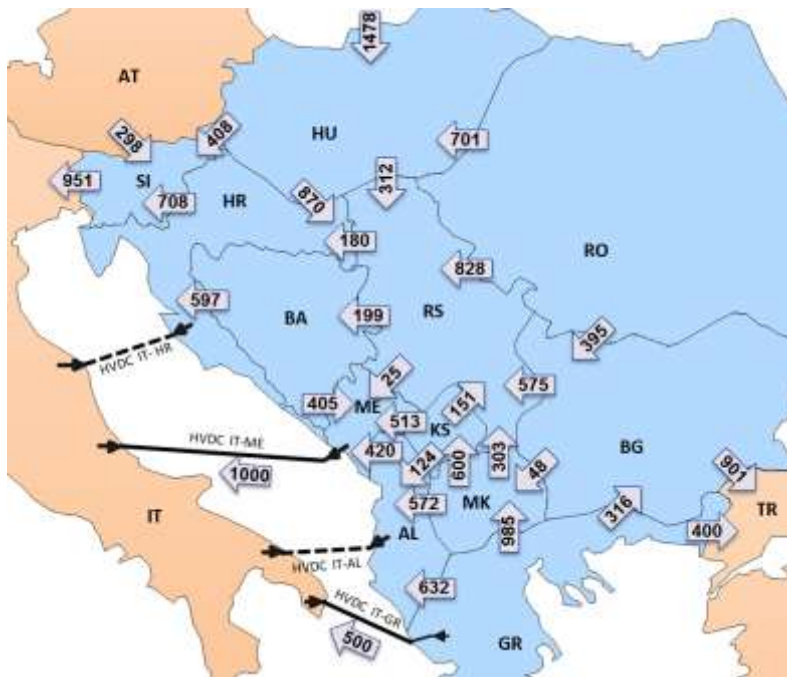 1478
AT
HU
298
408
701
951
SI
312
708
HR
870
180
828
RO
597
BA
199
RS
395
HVDC IT-HR
25
575
405
ME
151
513
KS
HVDC IT-ME
420
124
600
303
48
BG
1000
901
IT
572
MK
316
TR
AL
985
400
HVDC IT-AL
632
HVDC IT-GR
500
GR